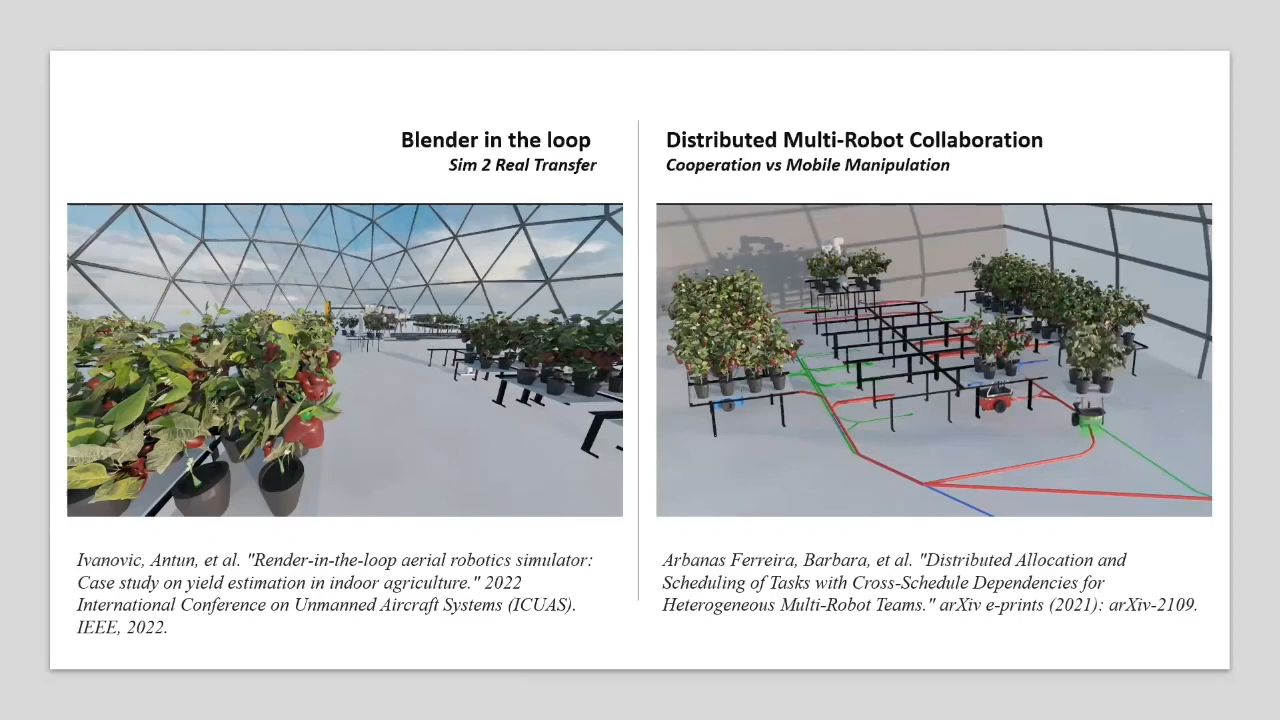 Blender in the loop
Sim 2 Real Transfer
Distributed Multi-Robot Collaboration
Cooperation vs Mobile Manipulation
Ivanovic, Antun, et al. "Render-in-the-loop aerial robotics simulator:
Case study on yield estimation in indoor agriculture." 2022
International Conference on Unmanned Aircraft Systems (ICUAS).
IEEE, 2022.
Arbanas Ferreira, Barbara, et al. "Distributed Allocation and
Scheduling of Tasks with Cross-Schedule Dependencies for
Heterogeneous Multi-Robot Teams." arXiv e-prints (2021): arXiv-2109.